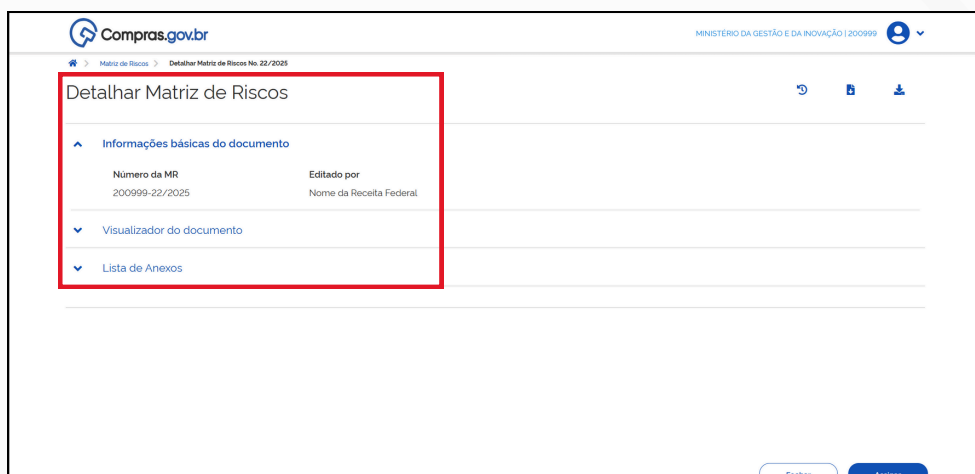 Compras.gov.br
MINISTÉRIO DA GESTÃO E DA INOVAÇÃO | 200999
Matriz de Riscos > Detalhar Matriz de Riscos No. 22/2025
Detalhar Matriz de Riscos
Informações básicas do documento
Número da MR Editado por
200999-22/2025 Nome da Receita Federal
Visualizador do documento
Lista de Anexos